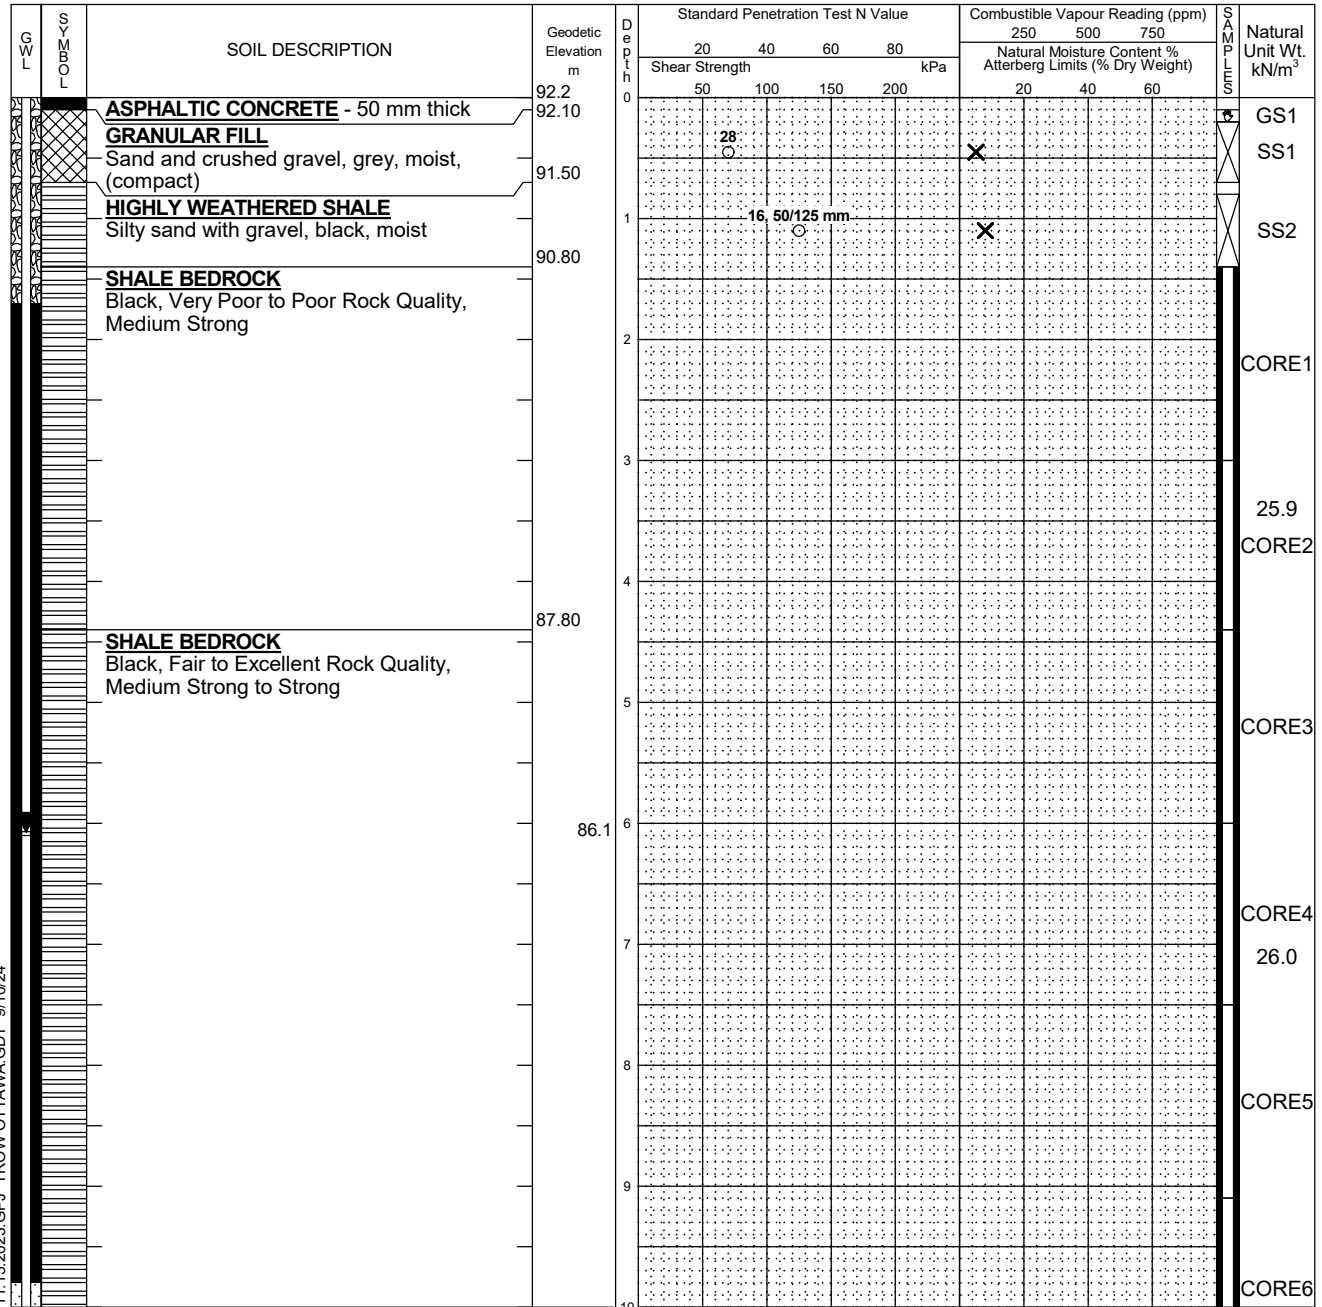 GWL
SYMBOL
SOIL DESCRIPTION
Geodetic
Elevation
m
Depth
Standard Penetration Test N Value
20 40 60 80
Shear Strength kPa
50 100 150 200
Combustible Vapour Reading (ppm)
250 500 750
Natural Moisture Content %
Atterberg Limits (% Dry Weight)
20 40 60
SAMPLES
Natural
Unit Wt.
kN/m³
92.2
0
ASPHALTIC CONCRETE - 50 mm thick
92.10
GS1
GRANULAR FILL
Sand and crushed gravel, grey, moist,
(compact)
28
SS1
91.50
HIGHLY WEATHERED SHALE
Silty sand with gravel, black, moist
1
16, 50/125 mm
SS2
90.80
SHALE BEDROCK
Black, Very Poor to Poor Rock Quality,
Medium Strong
2
CORE1
3
25.9
CORE2
4
87.80
SHALE BEDROCK
Black, Fair to Excellent Rock Quality,
Medium Strong to Strong
5
CORE3
86.1
6
CORE4
7
26.0
8
CORE5
9
CORE6
10